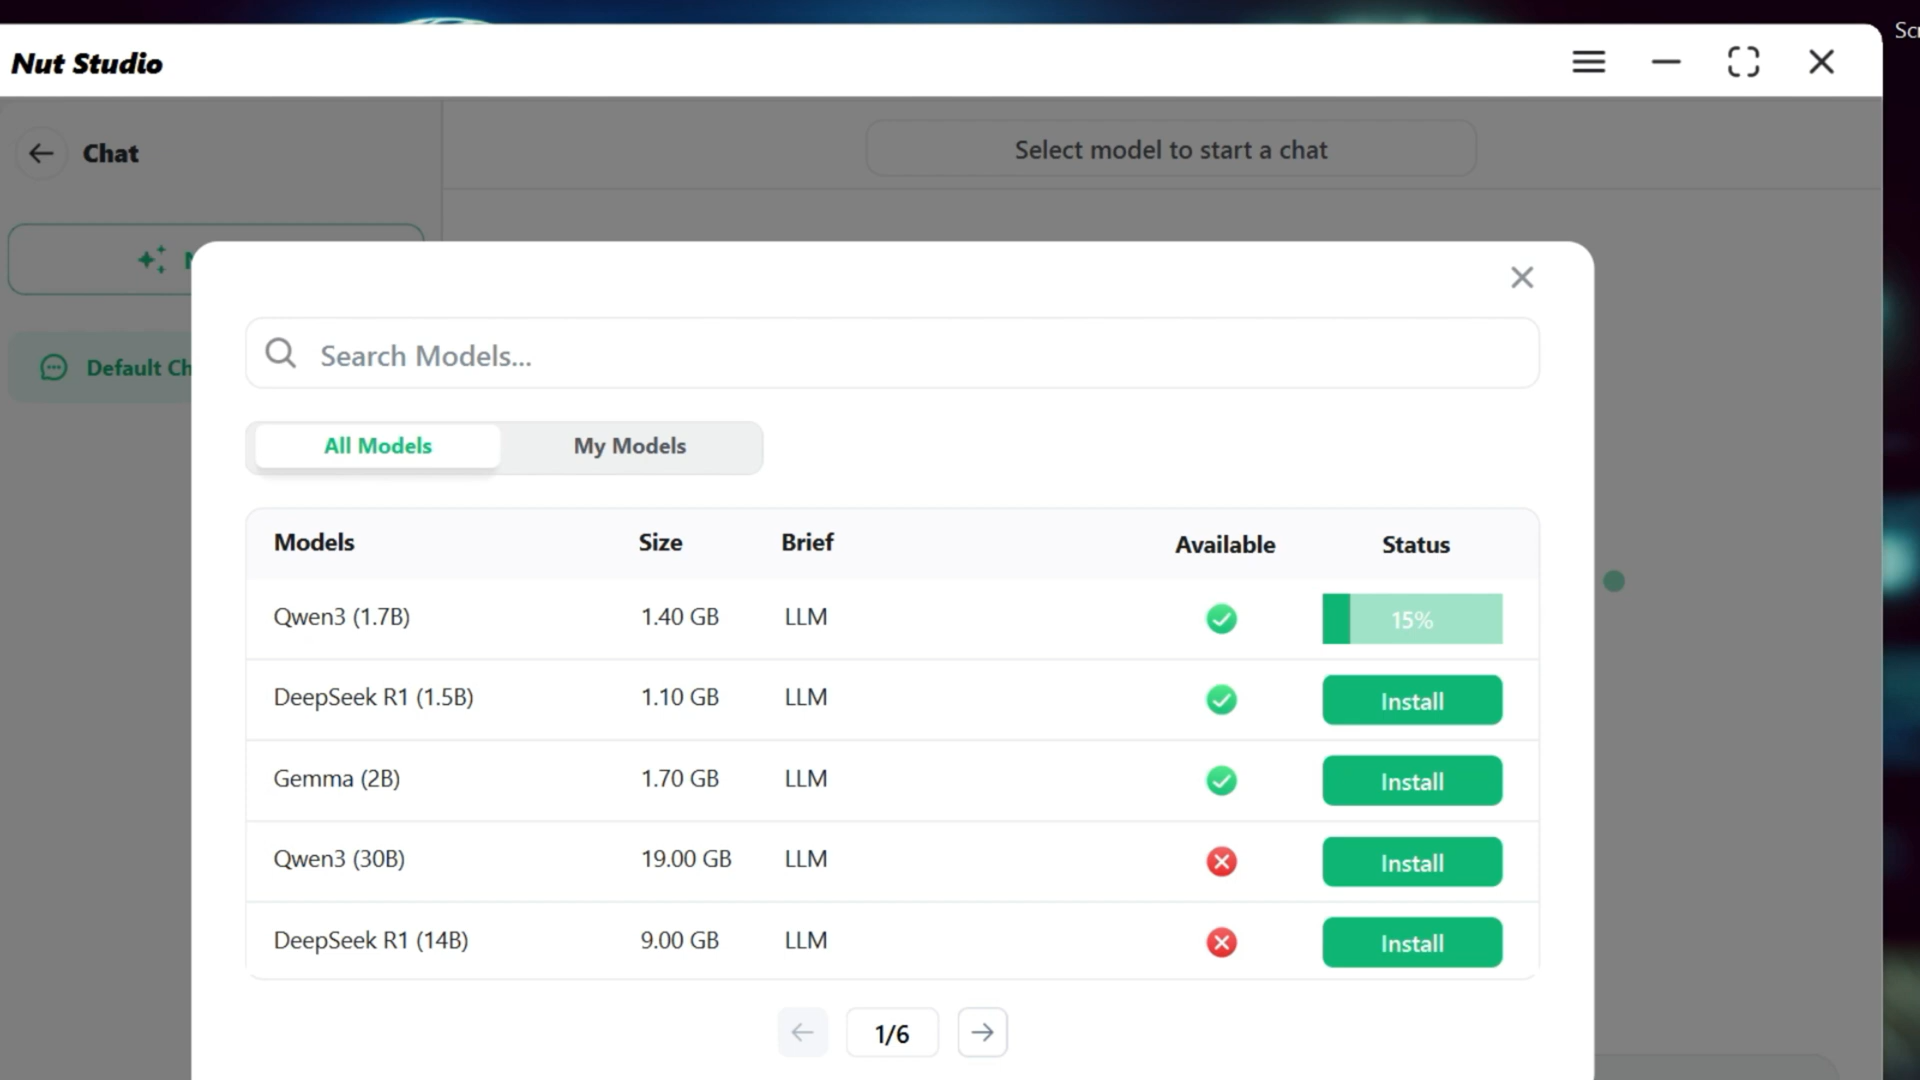 Scr
Nut Studio
Chat
Select model to start a chat
Default Ch
Search Models...
All Models My Models
Models Size Brief Available Status
Qwen3 (1.7B) 1.40 GB LLM 15%
DeepSeek R1 (1.5B) 1.10 GB LLM Install
Gemma (2B) 1.70 GB LLM Install
Qwen3 (30B) 19.00 GB LLM Install
DeepSeek R1 (14B) 9.00 GB LLM Install
1/6